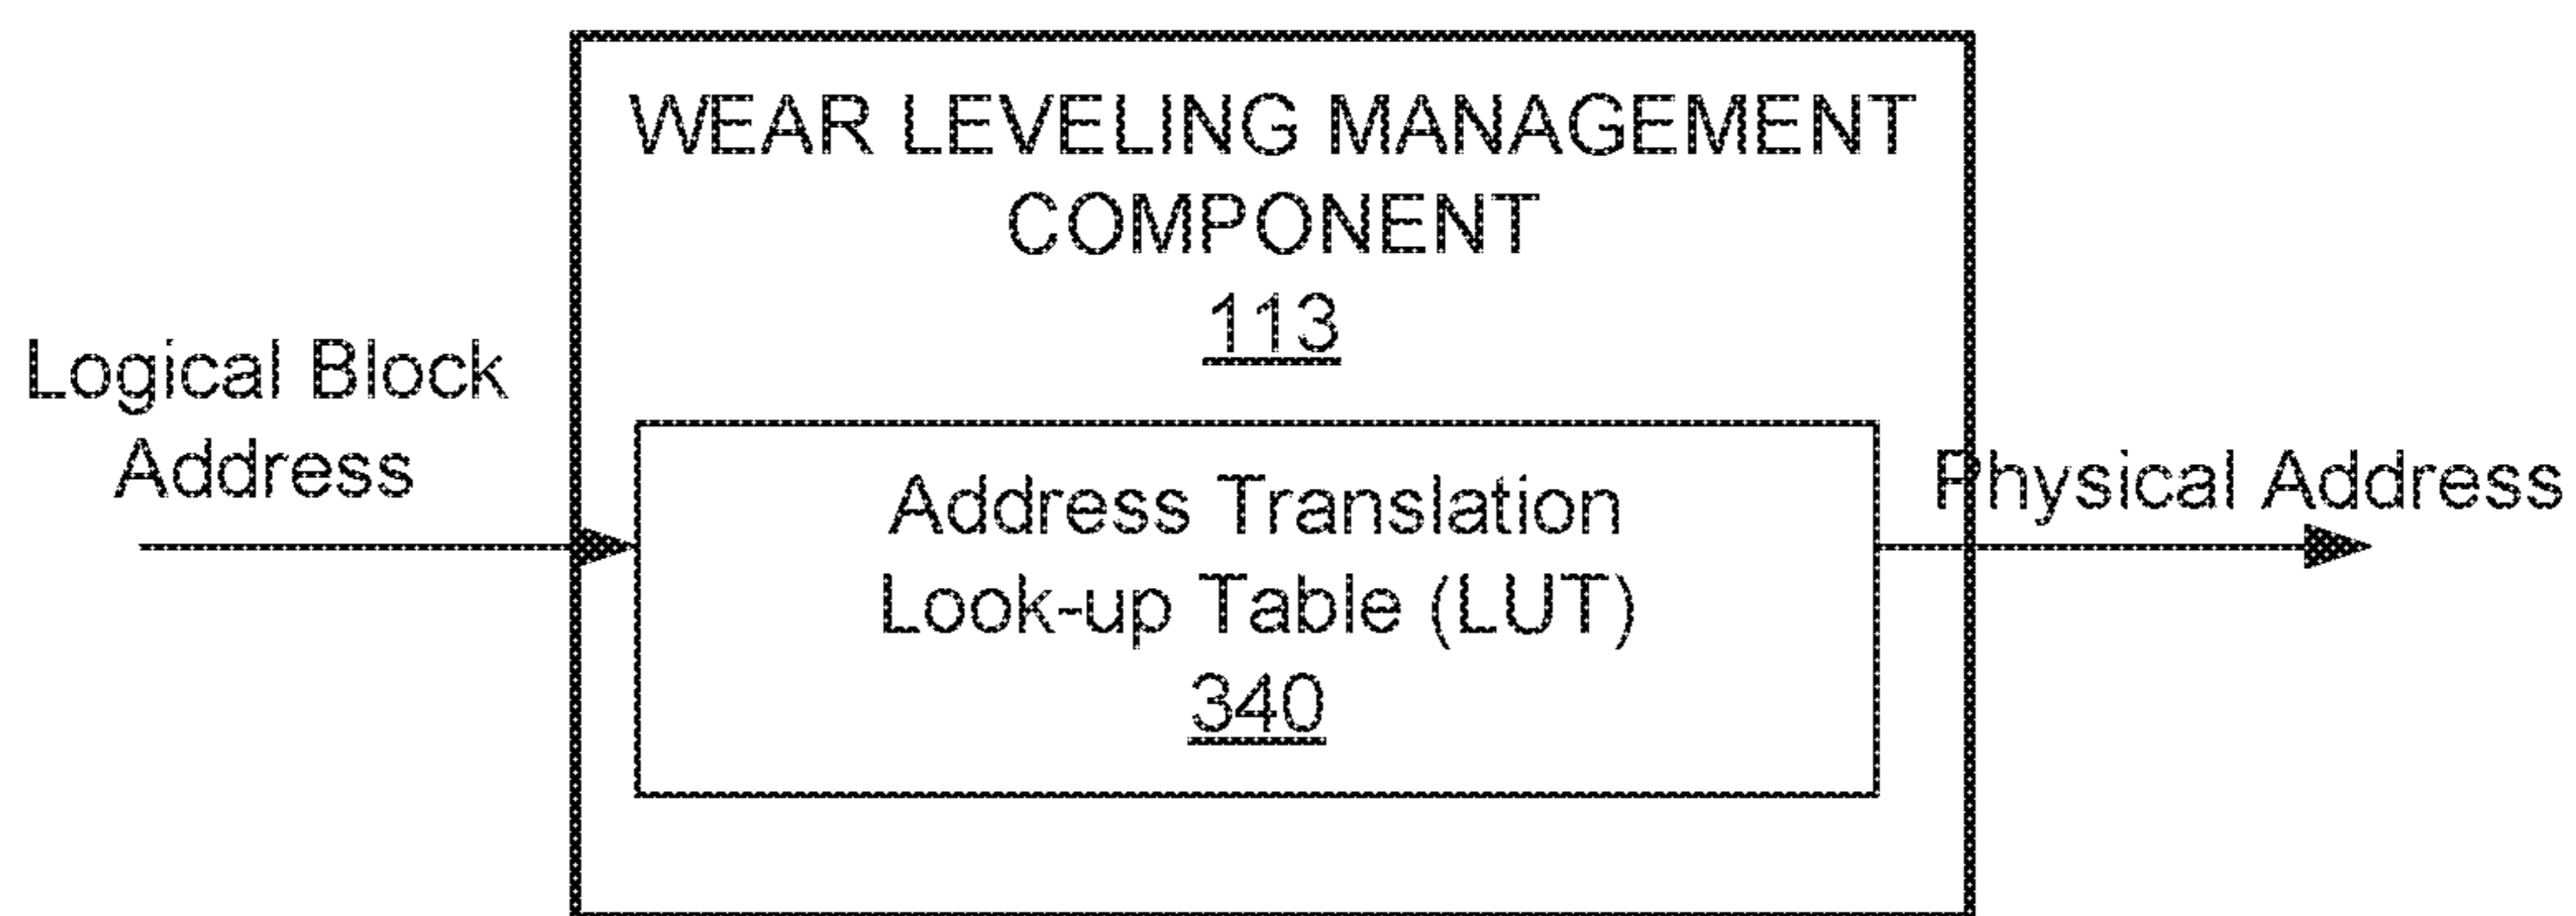 WEAR LEVELING MANAGEMENT
COMPONENT
113
Logical Block
Address
Address Translation
Look-up Table (LUT)
340
Physical Address